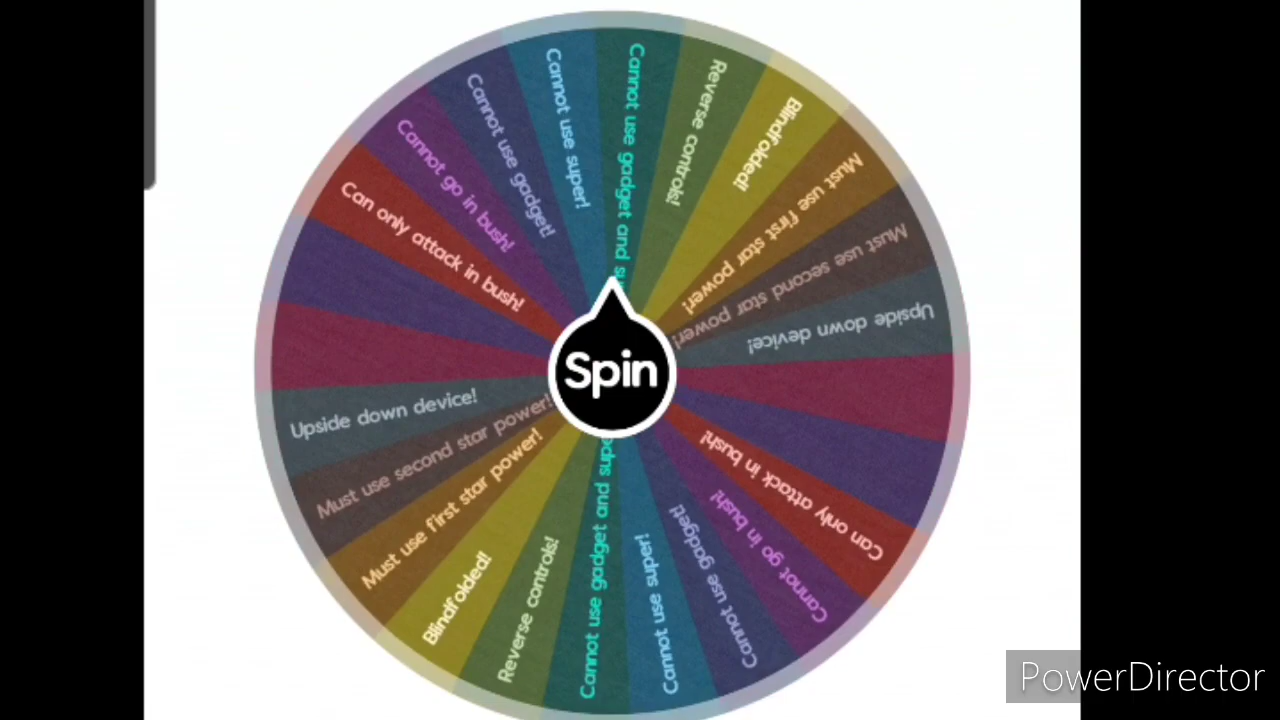 Cannot use gadget and su
Reverse controls!
Blindfolded!
Must use first star power!
Must use second star power!
Upside down device!
Can only attack in bush!
Cannot go in bush!
Cannot use gadget!
Cannot use super!
Cannot use gadget and supe
Reverse controls!
Blindfolded!
Must use first star power!
Must use second star power!
Upside down device!
Can only attack in bush!
Cannot go in bush!
Cannot use gadget!
Cannot use super!
Spin
PowerDirector